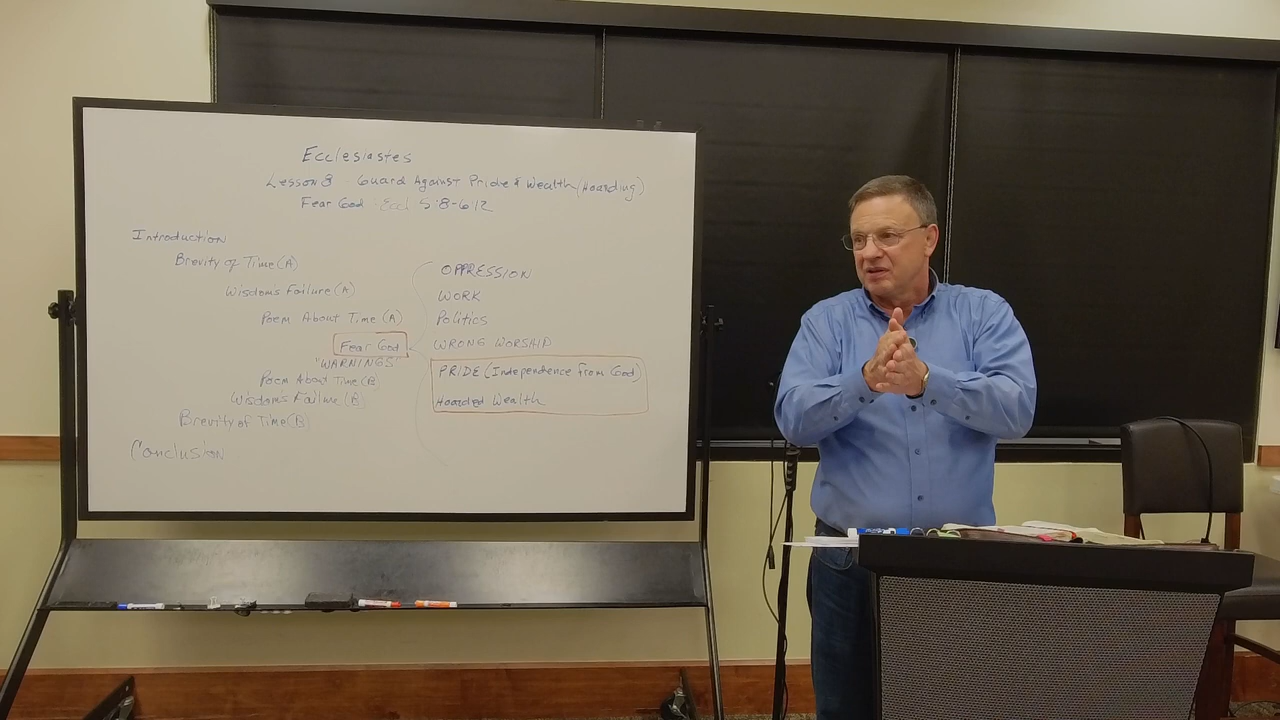 Ecclesiastes
Lesson 8 Guard Against Pride & Wealth (Hoarding)
Fear God : Eccl 5:8-6:12
Introduction
Brevity of Time (A)
Wisdoms Failure (A)
Poem About Time (A)
Fear God
"WARNINGS"
Poem About Time (B)
Wisdoms Failure (B)
Brevity of Time (B)
Conclusion
OPPRESSION
WORK
Politics
WRONG WORSHIP
PRIDE (Independence From God)
Hoarded Wealth